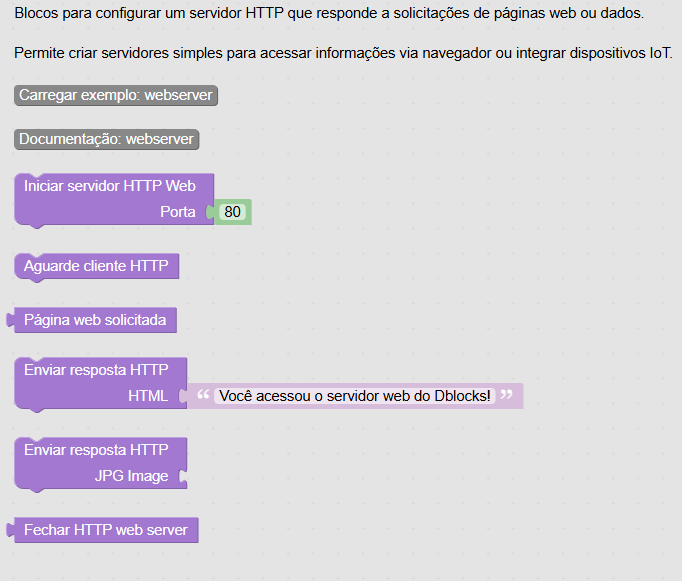 Blocos para configurar um servidor HTTP que responde a solicitações de páginas web ou dados.
Permite criar servidores simples para acessar informações via navegador ou integrar dispositivos IoT.
Carregar exemplo: webserver
Documentação: webserver
Iniciar servidor HTTP Web
Porta 80
Aguarde cliente HTTP
Página web solicitada
Enviar resposta HTTP
HTML “ Você acessou o servidor web do Dblocks! ”
Enviar resposta HTTP
JPG Image
Fechar HTTP web server